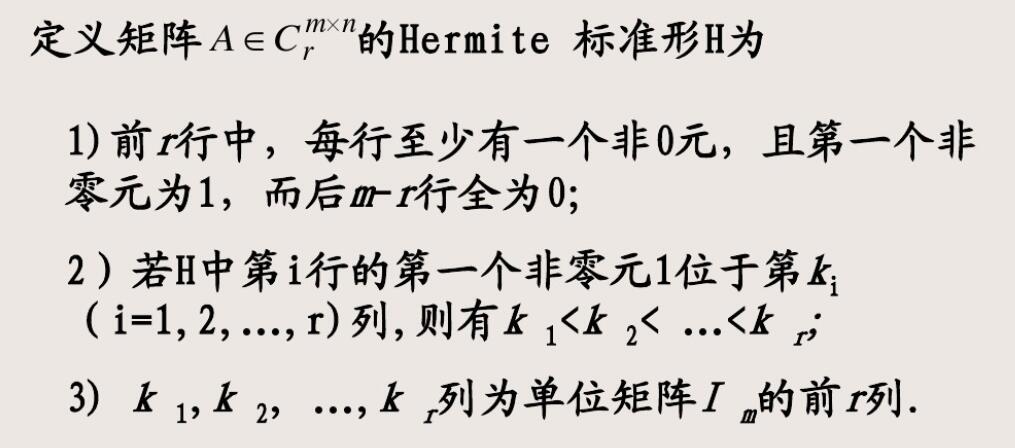 定义矩阵 A∈C_r^{m×n} 的Hermite 标准形H为
1) 前r行中，每行至少有一个非0元，且第一个非
零元为1，而后m-r行全为0;
2）若H中第i行的第一个非零元1位于第k_i
( i=1,2,…,r)列,则有k_1<k_2< …<k_r;
3) k_1,k_2, …,k_r列为单位矩阵I_m的前r列.